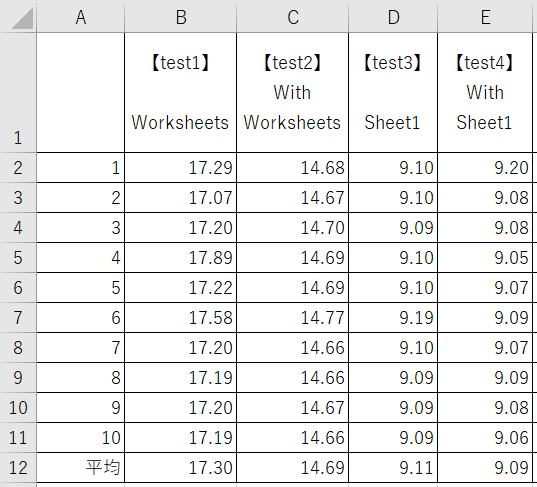 A B C D E
1 【test1】 Worksheets 【test2】 With Worksheets 【test3】 Sheet1 【test4】 With Sheet1
2 1 17.29 14.68 9.10 9.20
3 2 17.07 14.67 9.10 9.08
4 3 17.20 14.70 9.09 9.08
5 4 17.89 14.69 9.10 9.05
6 5 17.22 14.69 9.10 9.07
7 6 17.58 14.77 9.19 9.09
8 7 17.20 14.66 9.10 9.07
9 8 17.19 14.66 9.09 9.09
10 9 17.20 14.67 9.09 9.08
11 10 17.19 14.66 9.09 9.06
12 平均 17.30 14.69 9.11 9.09